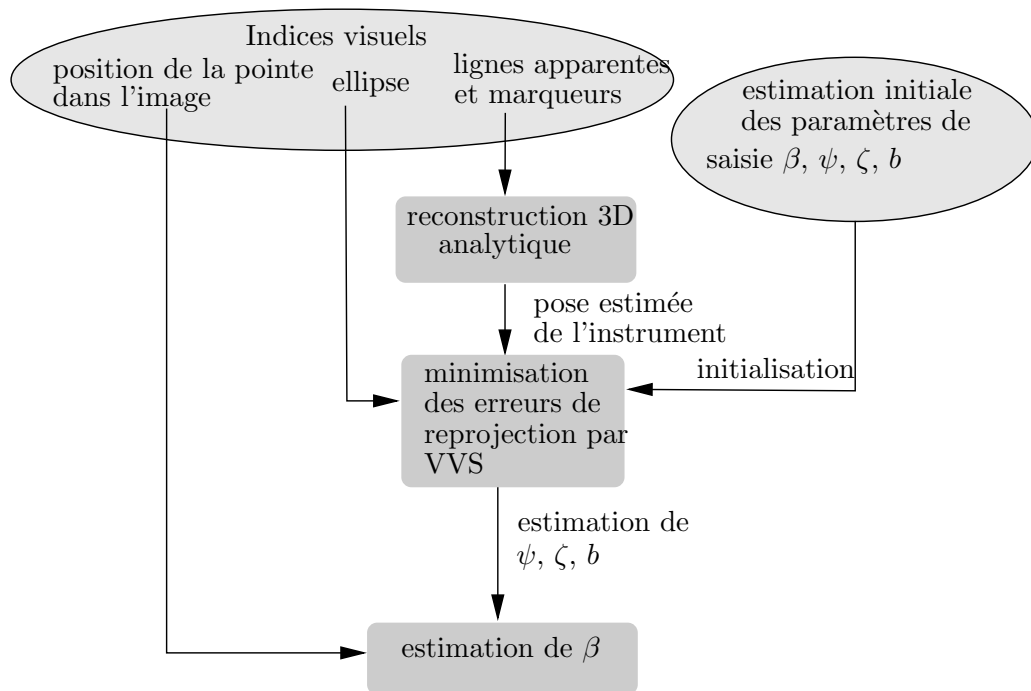 Indices visuels
position de la pointe
dans l'image
ellipse
lignes apparentes
et marqueurs
estimation initiale
des paramètres de
saisie β, ψ, ζ, b
reconstruction 3D
analytique
pose estimée
de l'instrument
initialisation
minimisation
des erreurs de
reprojection par
VVS
estimation de
ψ, ζ, b
estimation de β